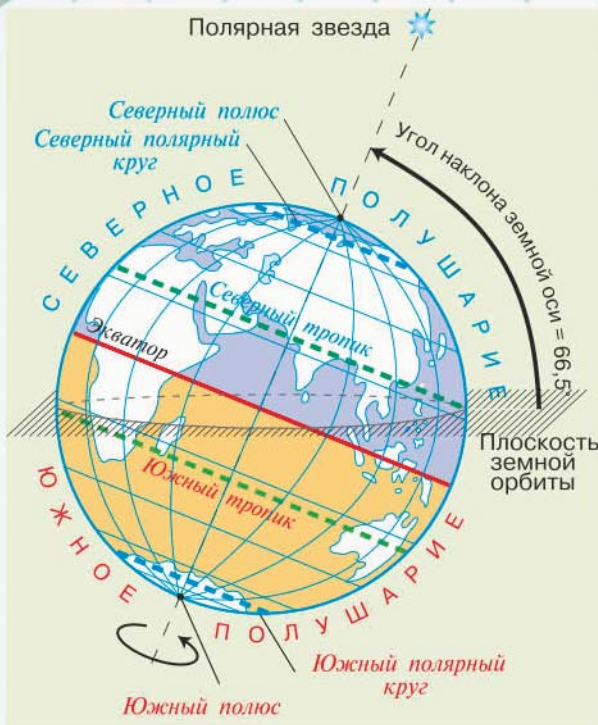 Полярная звезда
Северный полюс
Северный полярный
круг
Угол наклона земной оси = 66,5°
СЕВЕРНОЕ ПОЛУШАРИЕ
Северный тропик
Экватор
Плоскость
земной
орбиты
Южный тропик
ЮЖНОЕ ПОЛУШАРИЕ
Южный полярный
круг
Южный полюс